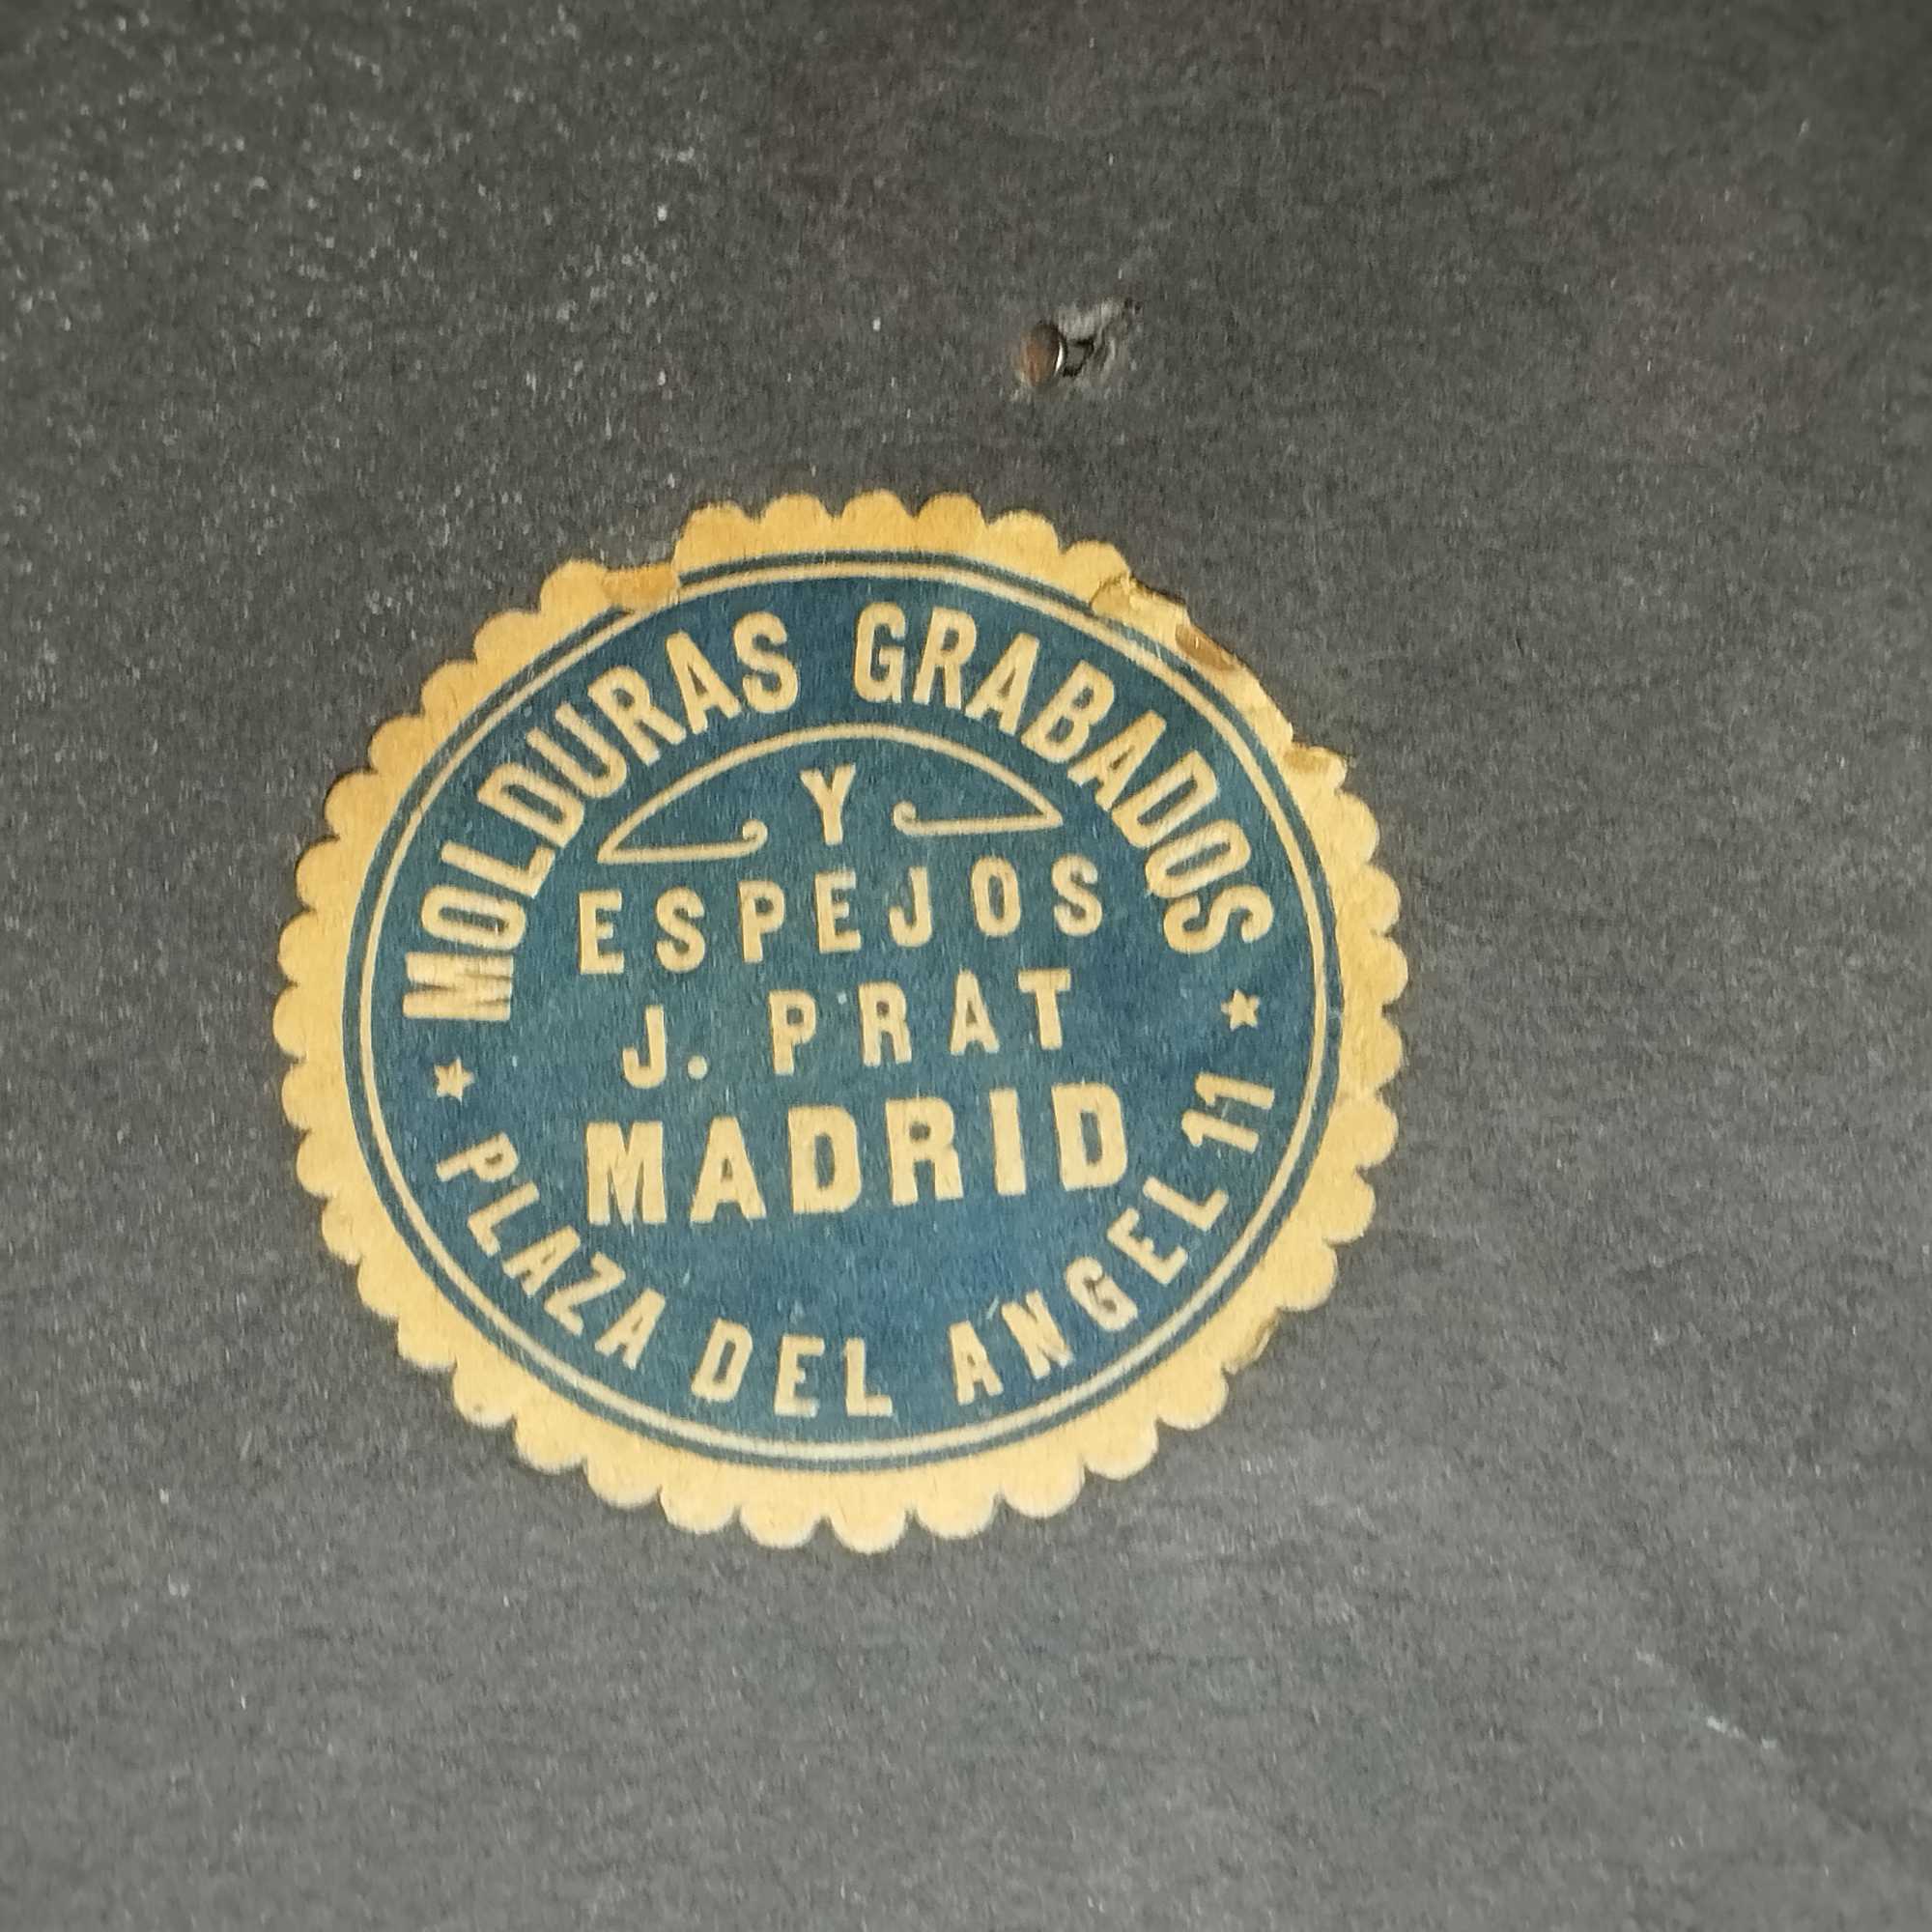 MOLDURAS GRABADOS
Y
ESPEJOS
J. PRAT
MADRID
PLAZA DEL ANGEL 11